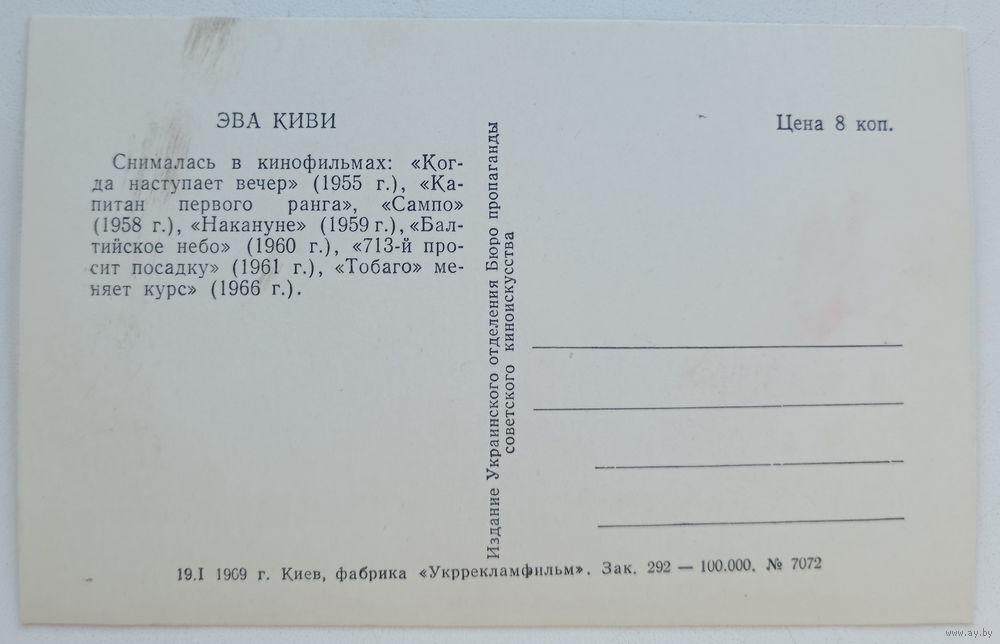 ЭВА КИВИ
Снималась в кинофильмах: «Ког-
да наступает вечер» (1955 г.), «Ка-
питан первого ранга», «Сампо»
(1958 г.), «Накануне» (1959 г.), «Бал-
тийское небо» (1960 г.), «713-й про-
сит посадку» (1961 г.), «Тобаго» ме-
няет курс» (1966 г.).
Издание Украинского отделения Бюро пропаганды
советского киноискусства
Цена 8 коп.
19.I 1969 г. Киев, фабрика «Укррекламфильм». Зак. 292 — 100.000. № 7072
www.ay.by